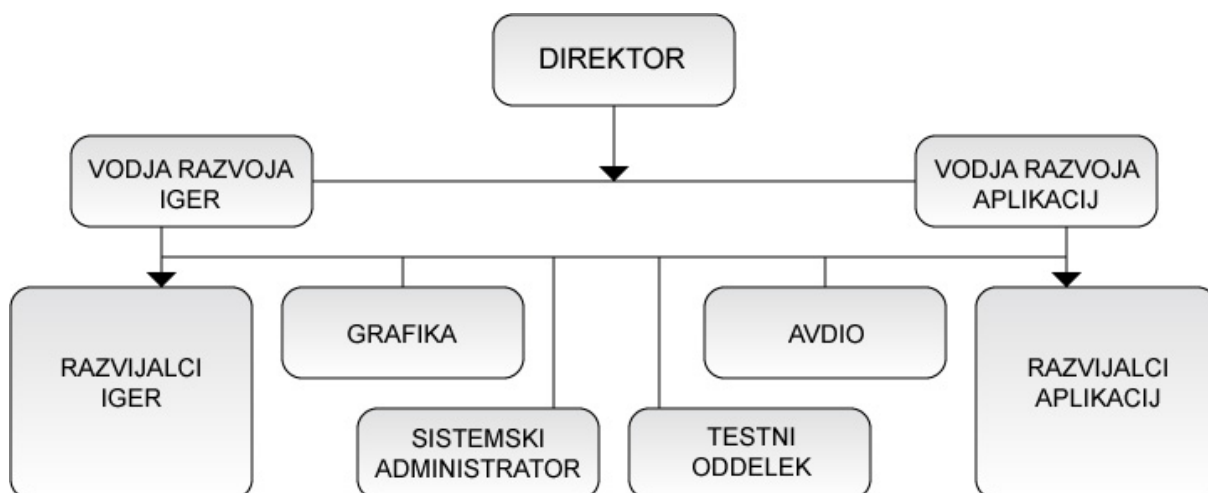 DIREKTOR
VODJA RAZVOJA
IGER
VODJA RAZVOJA
APLIKACIJ
RAZVIJALCI
IGER
GRAFIKA
SISTEMSKI
ADMINISTRATOR
TESTNI
ODDELEK
AVDIO
RAZVIJALCI
APLIKACIJ